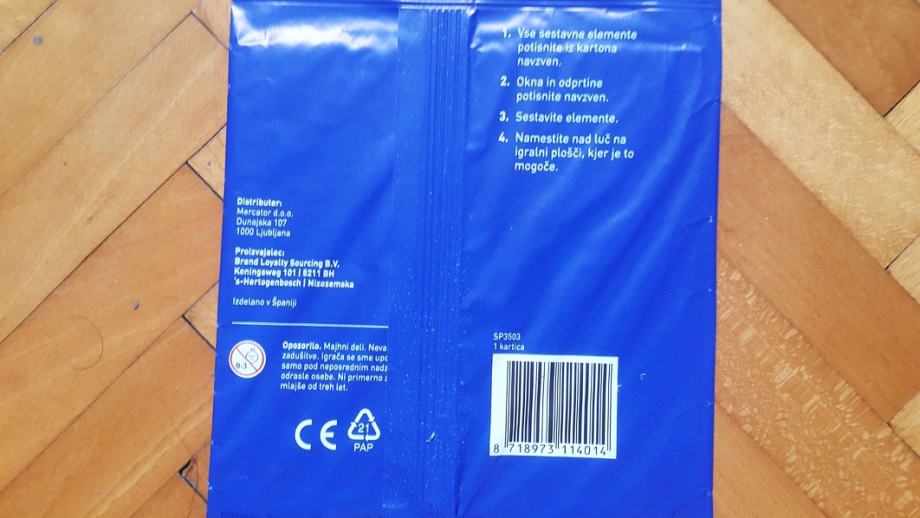 Distributer:
Mercator d.o.o.
Dunajska 107
1000 Ljubljana
Proizvajalec:
Brand Loyalty Sourcing B.V.
Koningsweg 101 | 5211 BH
's-Hertogenbosch | Nizozemska
Izdelano v Španiji
0-3
Opozorilo. Majhni deli. Neva
zadušitve. Igrača se sme upo
samo pod neposrednim nadz
odrasle osebe. Ni primerno z
mlajše od treh let.
CE
21
PAP
1. Vse sestavne elemente
potisnite iz kartona
navzven.
2. Okna in odprtine
potisnite navzven.
3. Sestavite elemente.
4. Namestite nad luč na
igralni plošči, kjer je to
mogoče.
SP3503
1 kartica
8 718973 114014